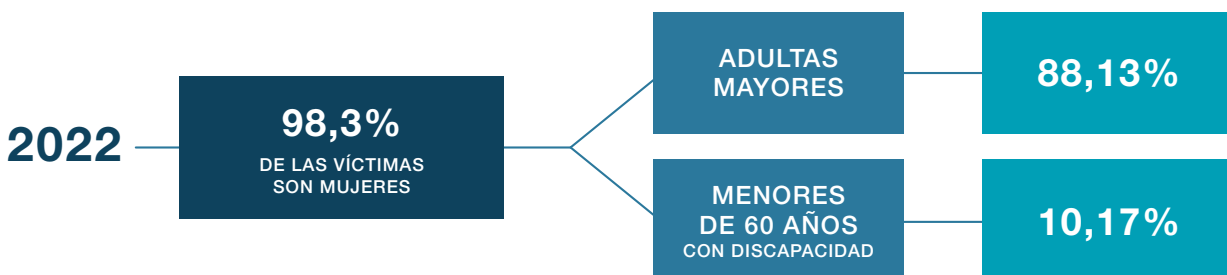 2022
98,3%
DE LAS VÍCTIMAS
SON MUJERES
ADULTAS
MAYORES
88,13%
MENORES
DE 60 AÑOS
CON DISCAPACIDAD
10,17%